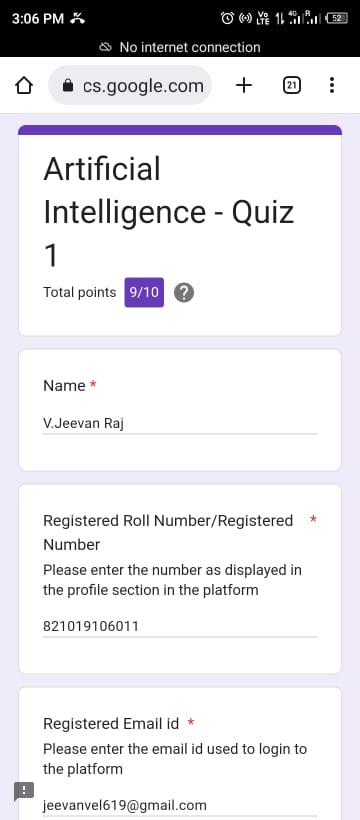 3:06 PM
Vo LTE 4G R 52
No internet connection
cs.google.com
21
Artificial
Intelligence - Quiz
1
Total points 9/10 ?
Name *
V.Jeevan Raj
Registered Roll Number/Registered *
Number
Please enter the number as displayed in
the profile section in the platform
821019106011
Registered Email id *
Please enter the email id used to login to
the platform
jeevanvel619@gmail.com